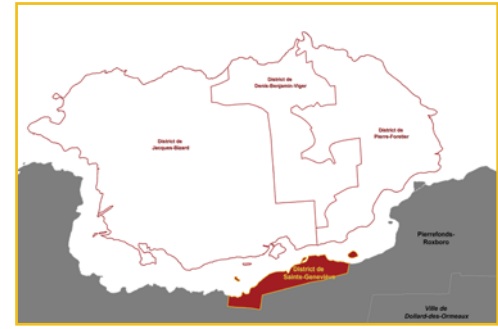 District de
Denis-Benjamin-Viger
District de
Pierre-Foretier
District de
Jacques-Bizard
Pierrefonds-
Roxboro
District de
Sainte-Geneviève
Ville de
Dollard-des-Ormeaux